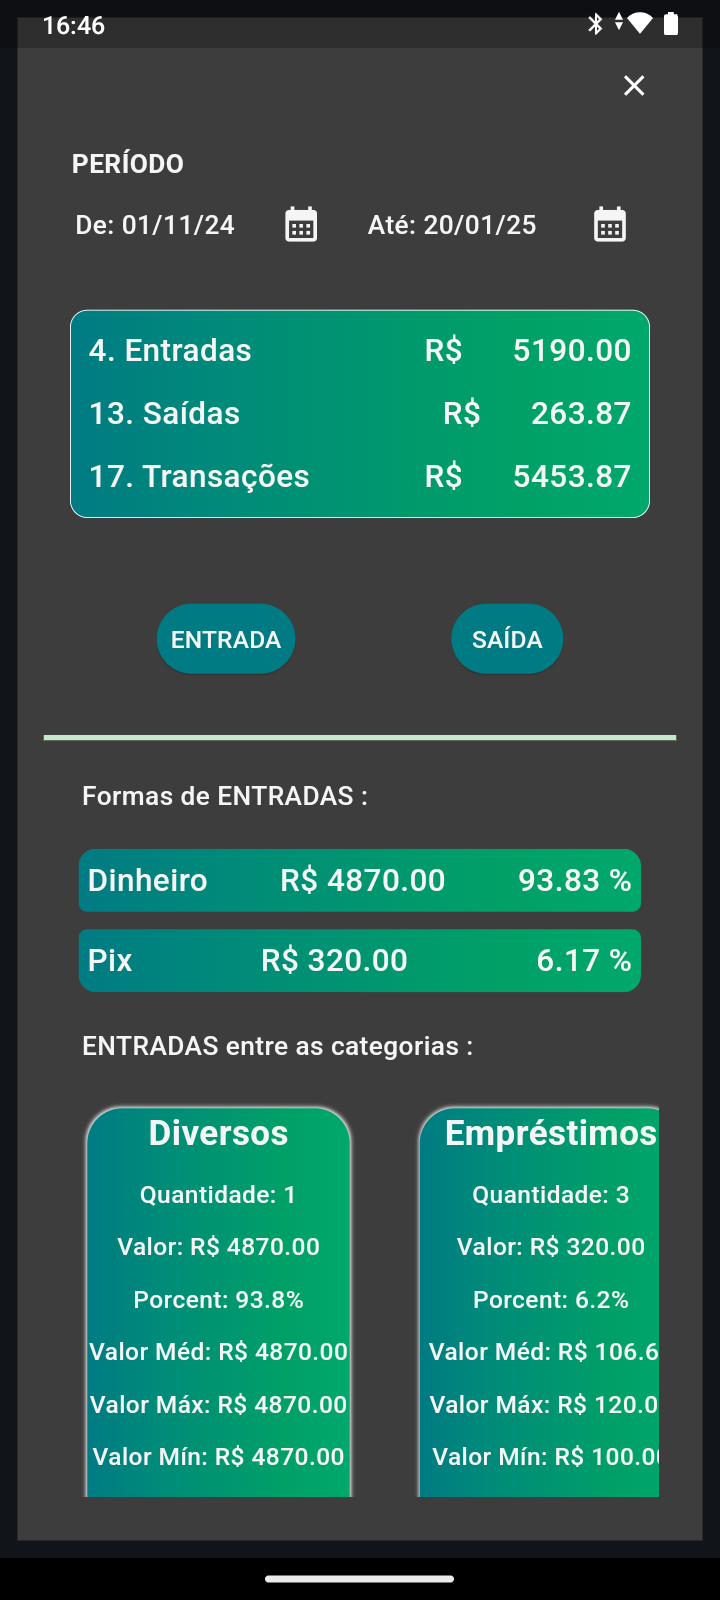 16:46
PERÍODO
De: 01/11/24 Até: 20/01/25
4. Entradas R$ 5190.00
13. Saídas R$ 263.87
17. Transações R$ 5453.87
ENTRADA SAÍDA
Formas de ENTRADAS :
Dinheiro R$ 4870.00 93.83 %
Pix R$ 320.00 6.17 %
ENTRADAS entre as categorias :
Diversos
Quantidade: 1
Valor: R$ 4870.00
Porcent: 93.8%
Valor Méd: R$ 4870.00
Valor Máx: R$ 4870.00
Valor Mín: R$ 4870.00
Empréstimos
Quantidade: 3
Valor: R$ 320.00
Porcent: 6.2%
Valor Méd: R$ 106.6
Valor Máx: R$ 120.0
Valor Mín: R$ 100.0